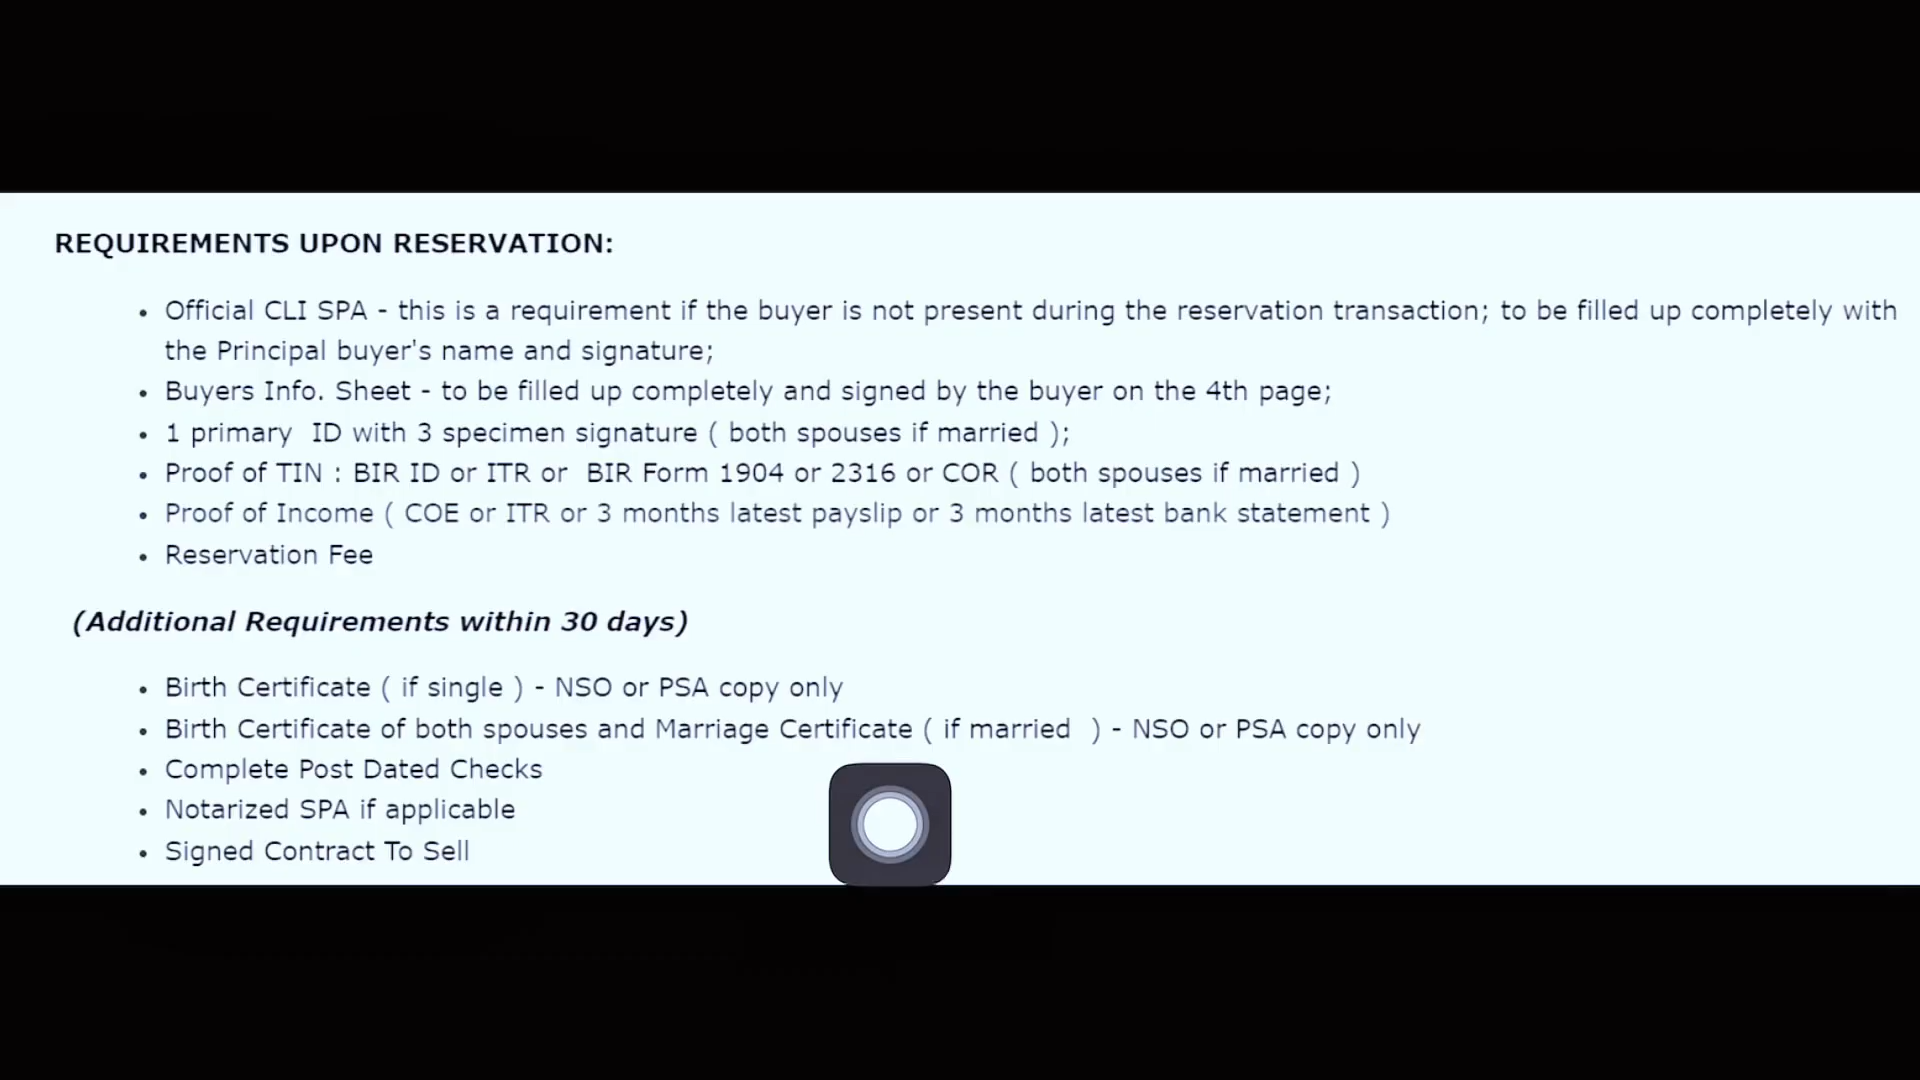 REQUIREMENTS UPON RESERVATION:
• Official CLI SPA - this is a requirement if the buyer is not present during the reservation transaction; to be filled up completely with
the Principal buyer's name and signature;
• Buyers Info. Sheet - to be filled up completely and signed by the buyer on the 4th page;
• 1 primary  ID with 3 specimen signature ( both spouses if married );
• Proof of TIN : BIR ID or ITR or  BIR Form 1904 or 2316 or COR ( both spouses if married )
• Proof of Income ( COE or ITR or 3 months latest payslip or 3 months latest bank statement )
• Reservation Fee
(Additional Requirements within 30 days)
• Birth Certificate ( if single ) - NSO or PSA copy only
• Birth Certificate of both spouses and Marriage Certificate ( if married  ) - NSO or PSA copy only
• Complete Post Dated Checks
• Notarized SPA if applicable
• Signed Contract To Sell